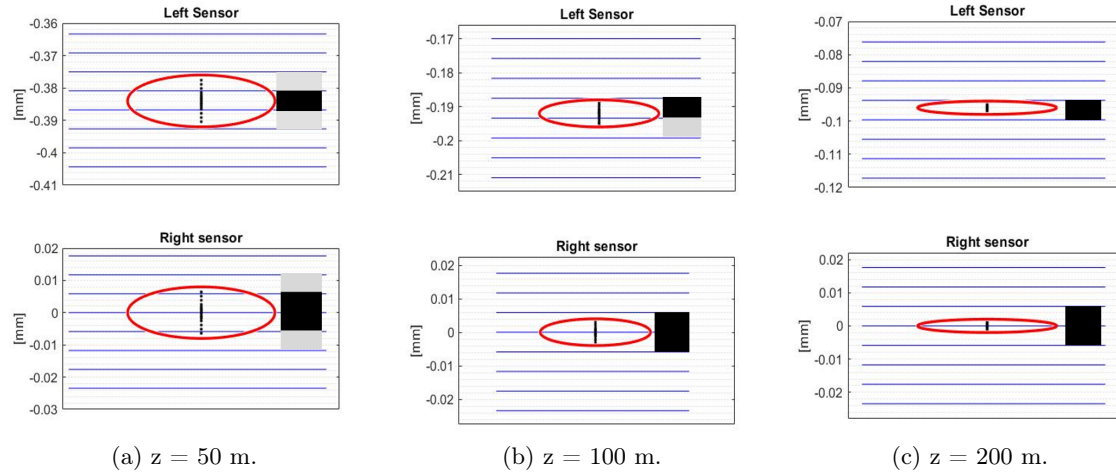 Left Sensor
-0.36
-0.37
-0.38
-0.39
-0.4
-0.41
[mm]
Left Sensor
-0.17
-0.18
-0.19
-0.2
-0.21
[mm]
Left Sensor
-0.07
-0.08
-0.09
-0.1
-0.11
-0.12
[mm]
Right Sensor
0.02
0.01
0
-0.01
-0.02
-0.03
[mm]
Right sensor
0.02
0.01
0
-0.01
-0.02
[mm]
Right sensor
0.02
0.01
0
-0.01
-0.02
[mm]
(a) z = 50 m.
(b) z = 100 m.
(c) z = 200 m.